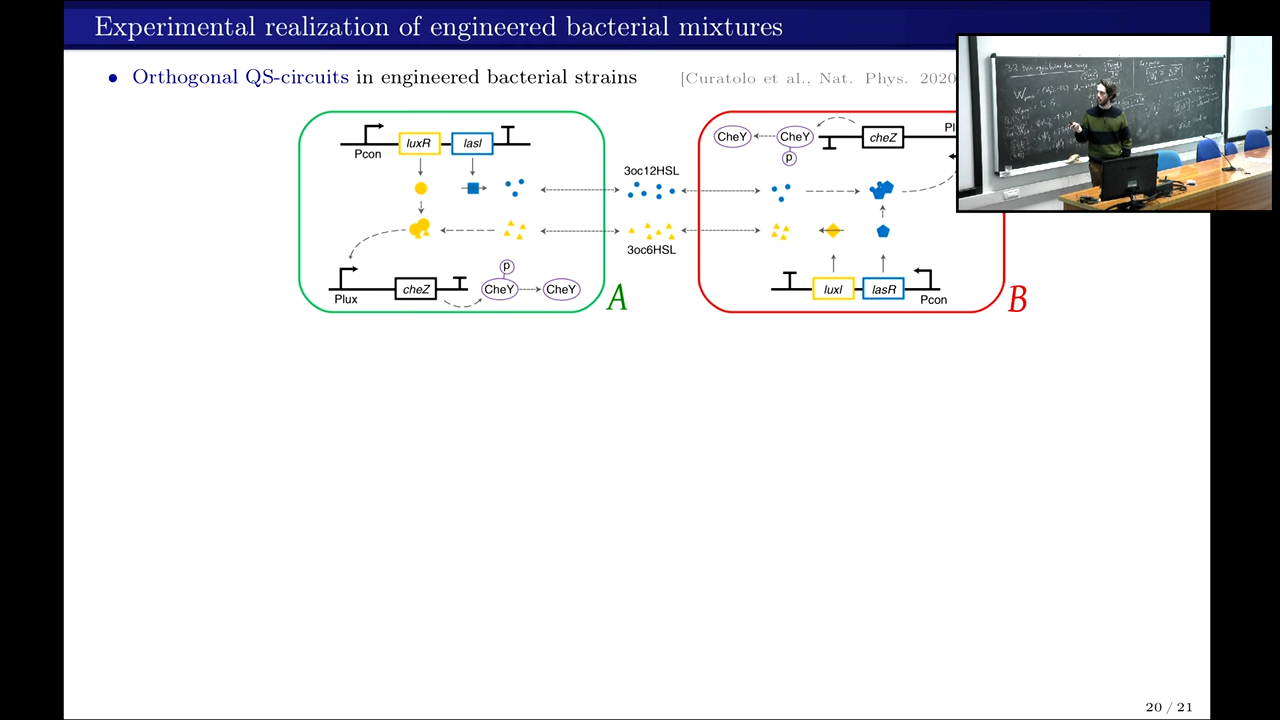 Experimental realization of engineered bacterial mixtures
• Orthogonal QS-circuits in engineered bacterial strains [Curatolo et al., Nat. Phys. 2020
Pcon luxR lasI
3oc12HSL
3oc6HSL
Plux cheZ CheY p CheY
A
CheY CheY p cheZ Pl
luxI lasR Pcon
B
20 / 21